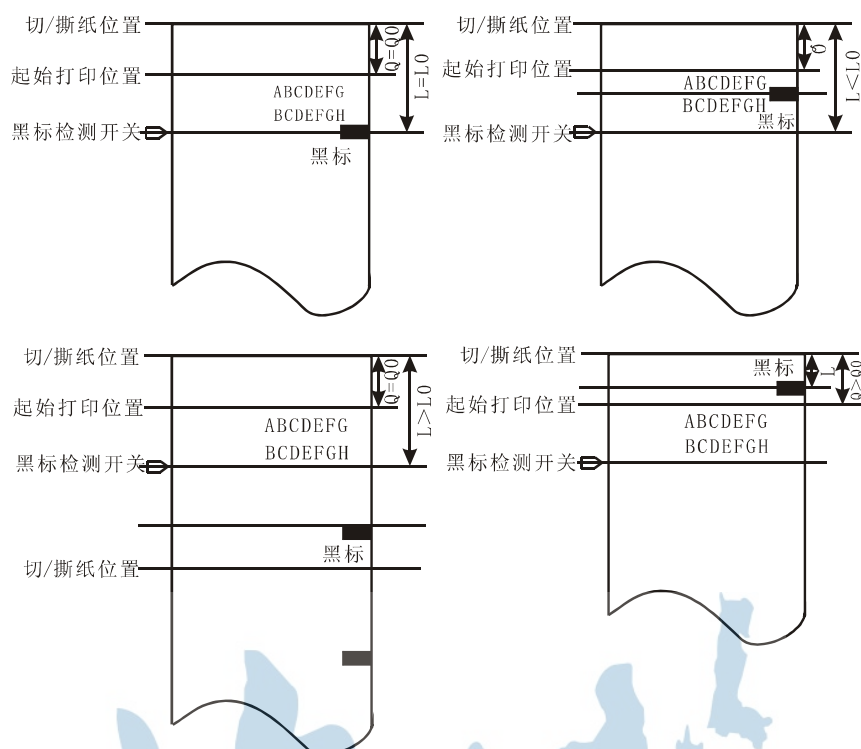 切/撕纸位置
Q=Q0
L=L0
起始打印位置
ABCDEFG
BCDEFGH
黑标检测开关
黑标
切/撕纸位置
Q
L<L0
起始打印位置
ABCDEFG
BCDEFGH
黑标
黑标检测开关
切/撕纸位置
Q=Q0
L>L0
起始打印位置
ABCDEFG
BCDEFGH
黑标检测开关
黑标
切/撕纸位置
切/撕纸位置
黑标
L
Q>Q0
起始打印位置
ABCDEFG
BCDEFGH
黑标检测开关